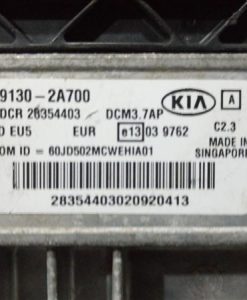 9130-2A700
DCR 28354403 DCM3.7AP KIA A
D EU5 EUR e13 03 9762 C2.3
OM ID = 60JD502MCWEHIA01 MADE IN
SINGAPOR
28354403020920413